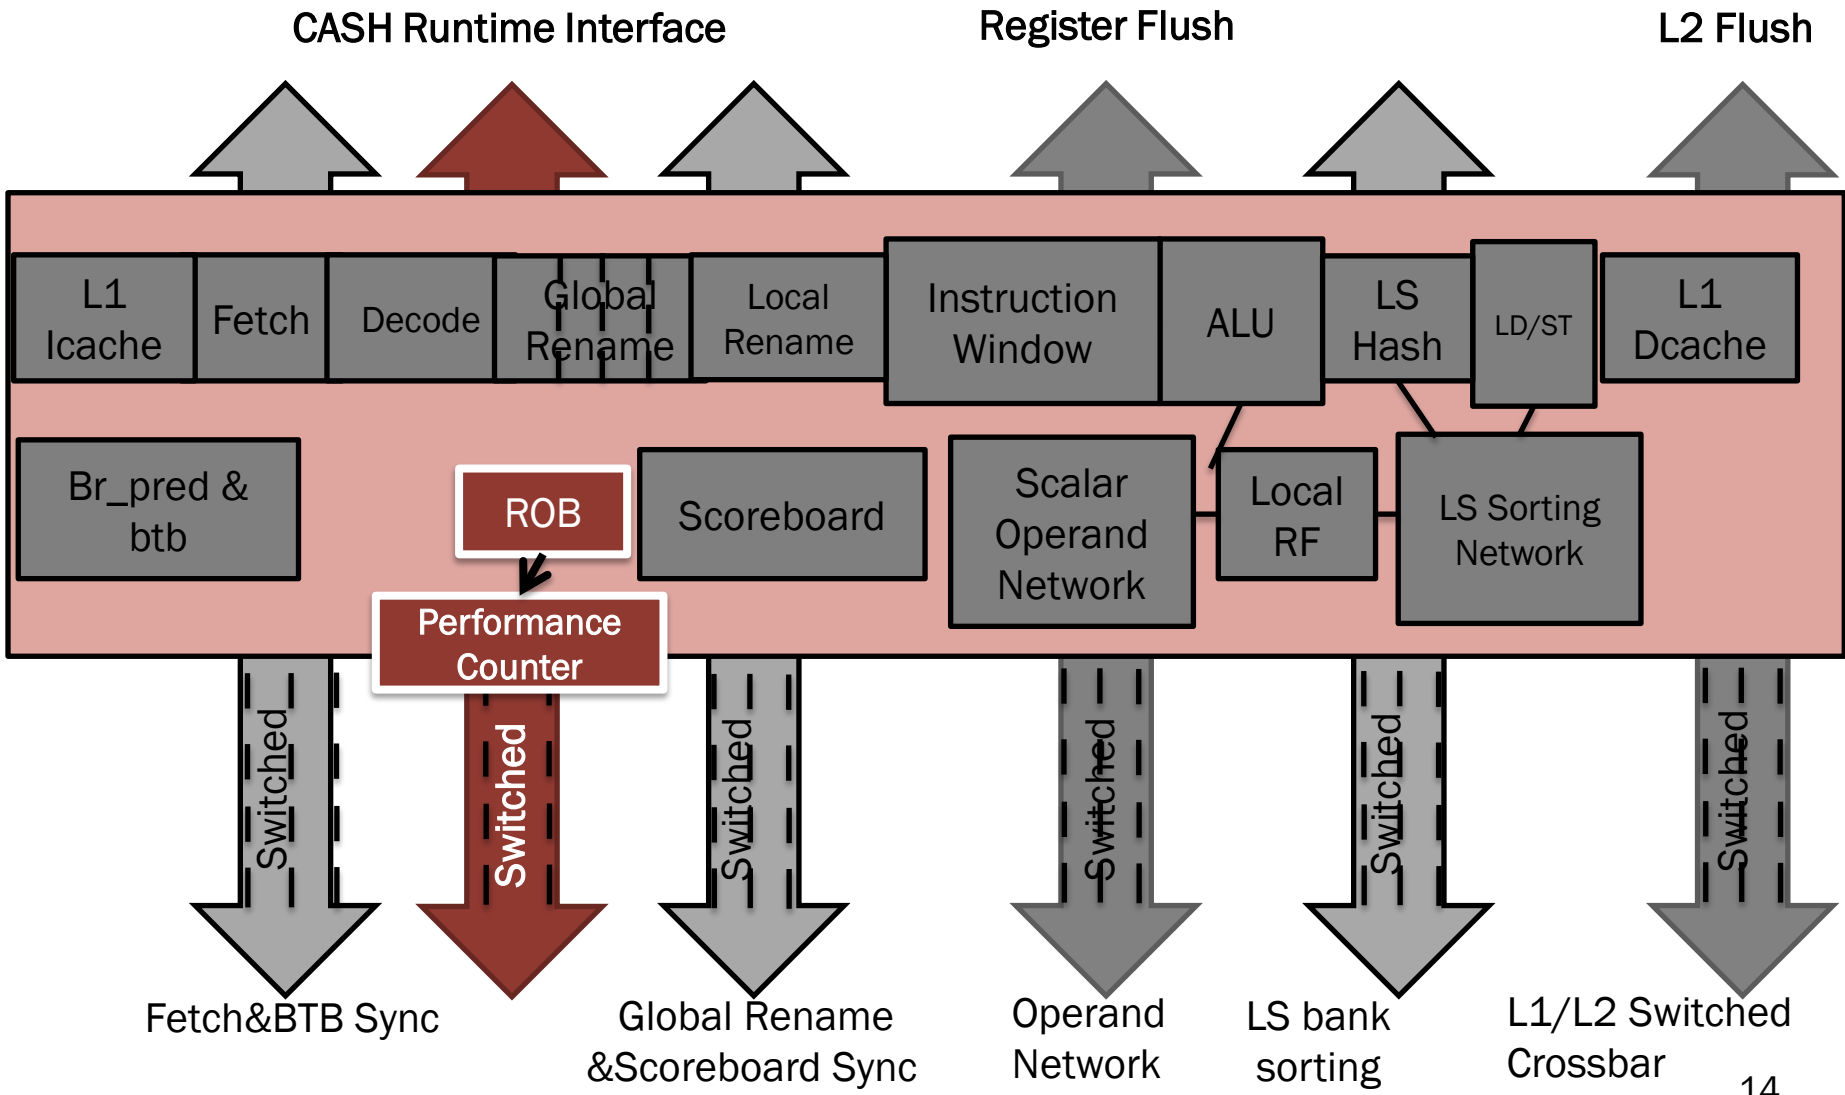 CASH Runtime Interface
Register Flush
L2 Flush
L1
Icache
Fetch
Decode
Global
Rename
Local
Rename
Instruction
Window
ALU
LS
Hash
LD/ST
L1
Dcache
Br_pred &
btb
ROB
Scoreboard
Scalar
Operand
Network
Local
RF
LS Sorting
Network
Performance
Counter
Switched
Switched
Switched
Switched
Switched
Switched
Fetch&BTB Sync
Global Rename
&Scoreboard Sync
Operand
Network
LS bank
sorting
L1/L2 Switched
Crossbar
14